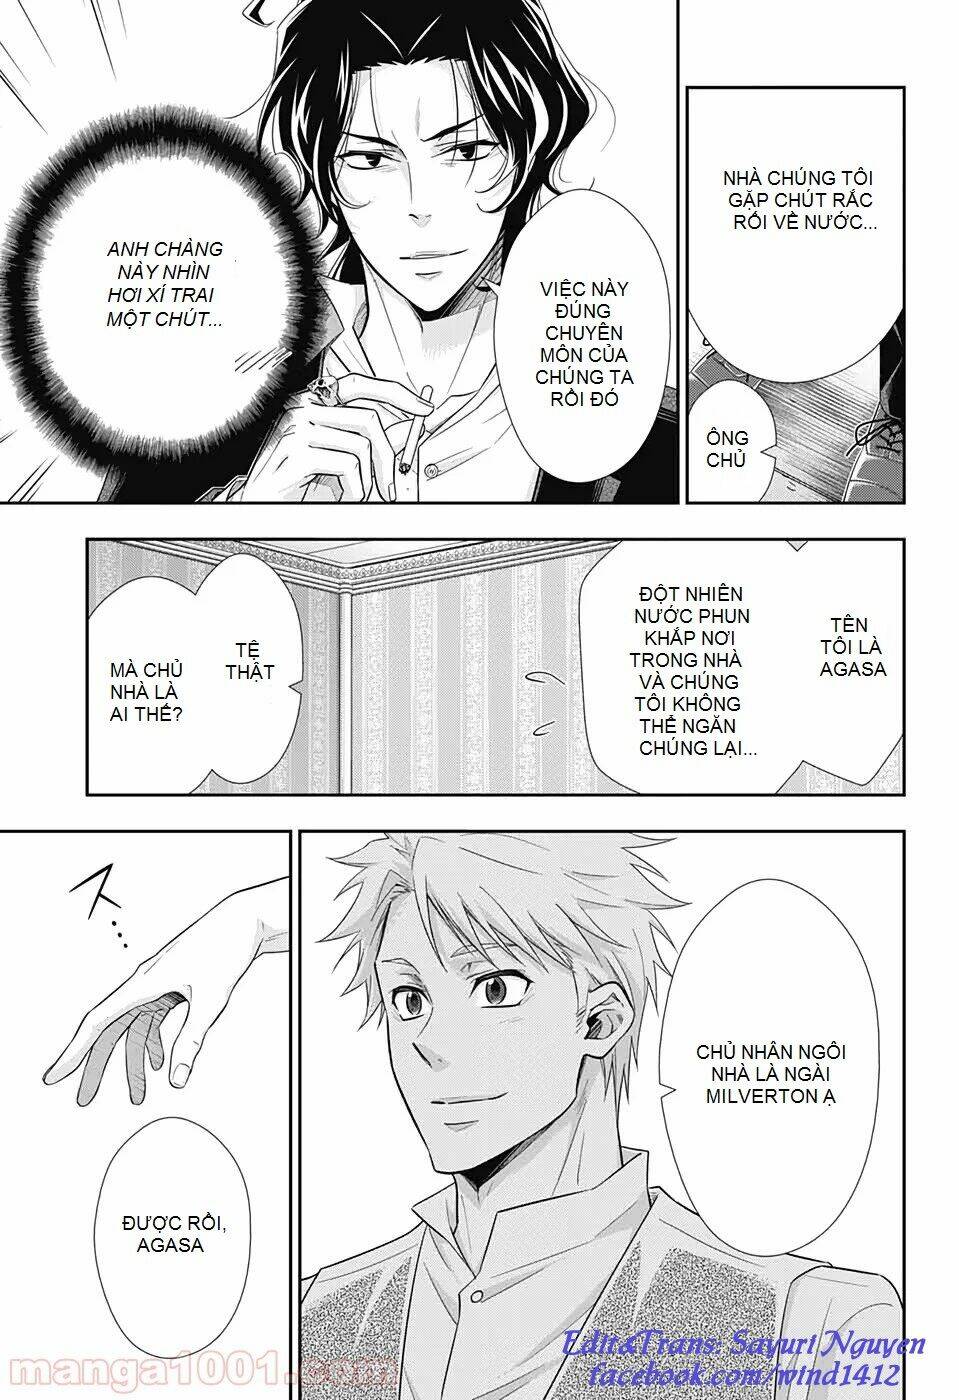 NHÀ CHÚNG TÔI
GẶP CHÚT RẮC
RỐI VỀ NƯỚC...
ÔNG
CHỦ
VIỆC NÀY
ĐÚNG
CHUYÊN
MÔN CỦA
CHÚNG TA
RỒI ĐÓ
ANH CHÀNG
NÀY NHÌN
HƠI XÍ TRAI
MỘT CHÚT...
TÊN
TÔI LÀ
AGASA
ĐỘT NHIÊN
NƯỚC PHUN
KHẮP NƠI
TRONG NHÀ
VÀ CHÚNG
TÔI KHÔNG
THỂ NGĂN
CHÚNG LẠI...
TỆ
THẬT
MÀ CHỦ
NHÀ LÀ
AI THẾ?
CHỦ NHÂN NGÔI
NHÀ LÀ NGÀI
MILVERTON Ạ
ス…
ĐƯỢC RỒI,
AGASA
Edit&Trans: Sayuri Nguyen
facebook.com/wind1412
manga1001.com